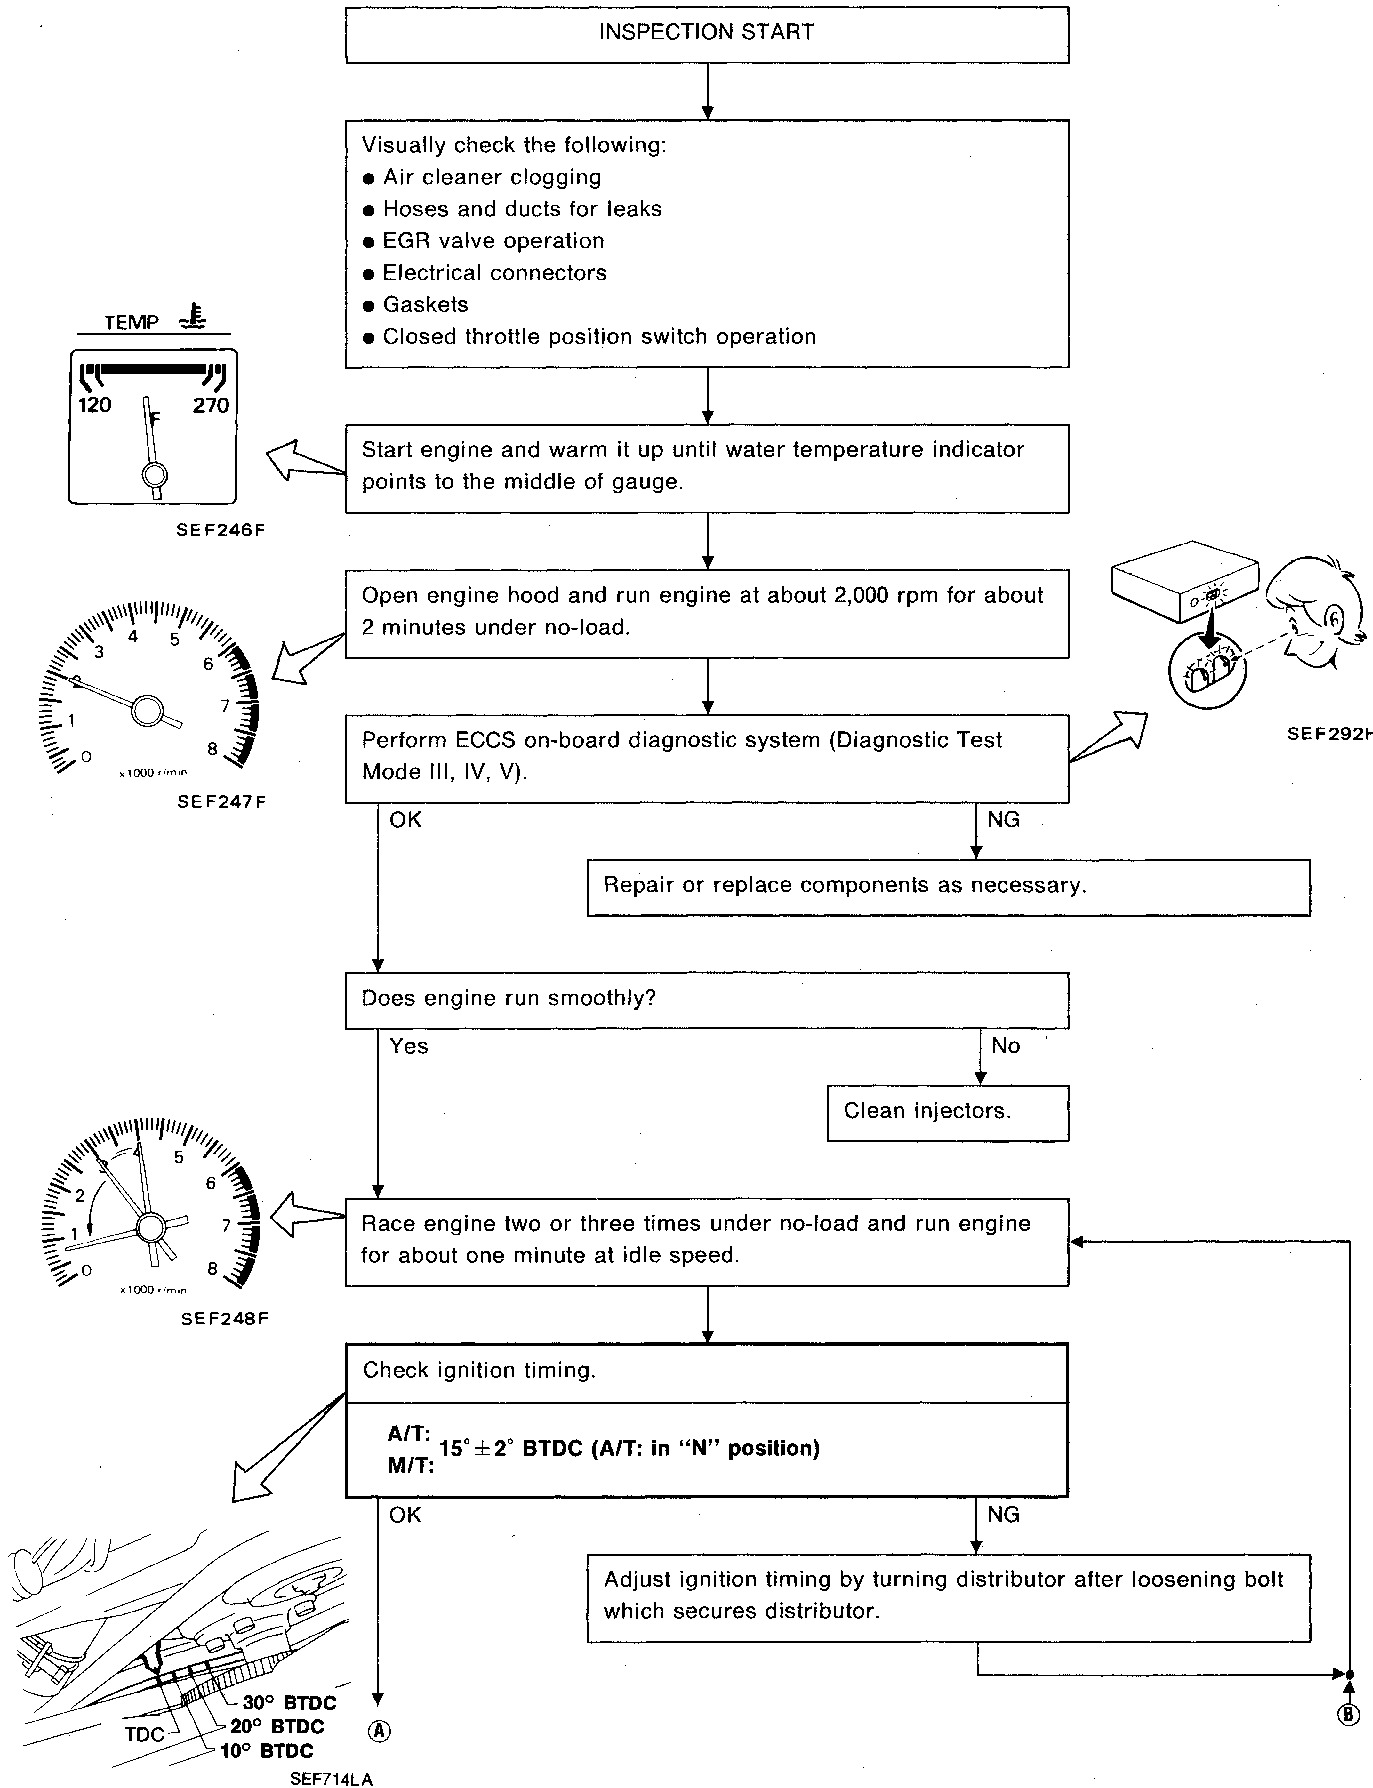 INSPECTION START
Visually check the following:
● Air cleaner clogging
● Hoses and ducts for leaks
● EGR valve operation
● Electrical connectors
● Gaskets
● Closed throttle position switch operation
TEMP
120
270
F
SEF246F
Start engine and warm it up until water temperature indicator
points to the middle of gauge.
Open engine hood and run engine at about 2,000 rpm for about
2 minutes under no-load.
0
1
2
3
4
5
6
7
8
x1000 r/min
SEF247F
SEF292H
Perform ECCS on-board diagnostic system (Diagnostic Test
Mode III, IV, V).
OK
NG
Repair or replace components as necessary.
Does engine run smoothly?
Yes
No
Clean injectors.
0
1
2
3
4
5
6
7
8
x1000 r/min
SEF248F
Race engine two or three times under no-load and run engine
for about one minute at idle speed.
Check ignition timing.
A/T:
M/T:
15° ± 2° BTDC (A/T: in “N” position)
OK
NG
Adjust ignition timing by turning distributor after loosening bolt
which secures distributor.
30° BTDC
20° BTDC
TDC
10° BTDC
SEF714LA
A
B